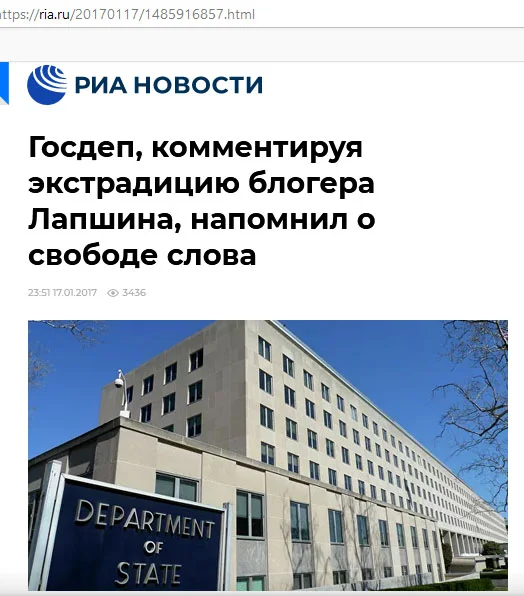 ttps://ria.ru/20170117/1485916857.html
РИА НОВОСТИ
Госдеп, комментируя
экстрадицию блогера
Лапшина, напомнил о
свободе слова
23:51 17.01.2017 3436
DEPARTMENT
OF
STATE